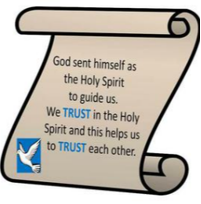 God sent himself as
the Holy Spirit
to guide us.
We TRUST in the Holy
Spirit and this helps us
to TRUST each other.